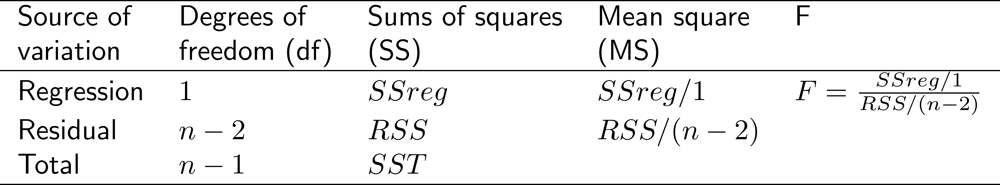 Source of variation Degrees of freedom (df) Sums of squares (SS) Mean square (MS) F
Regression 1 SSreg SSreg/1 F = \frac{SSreg/1}{RSS/(n-2)}
Residual n − 2 RSS RSS/(n − 2)
Total n − 1 SST